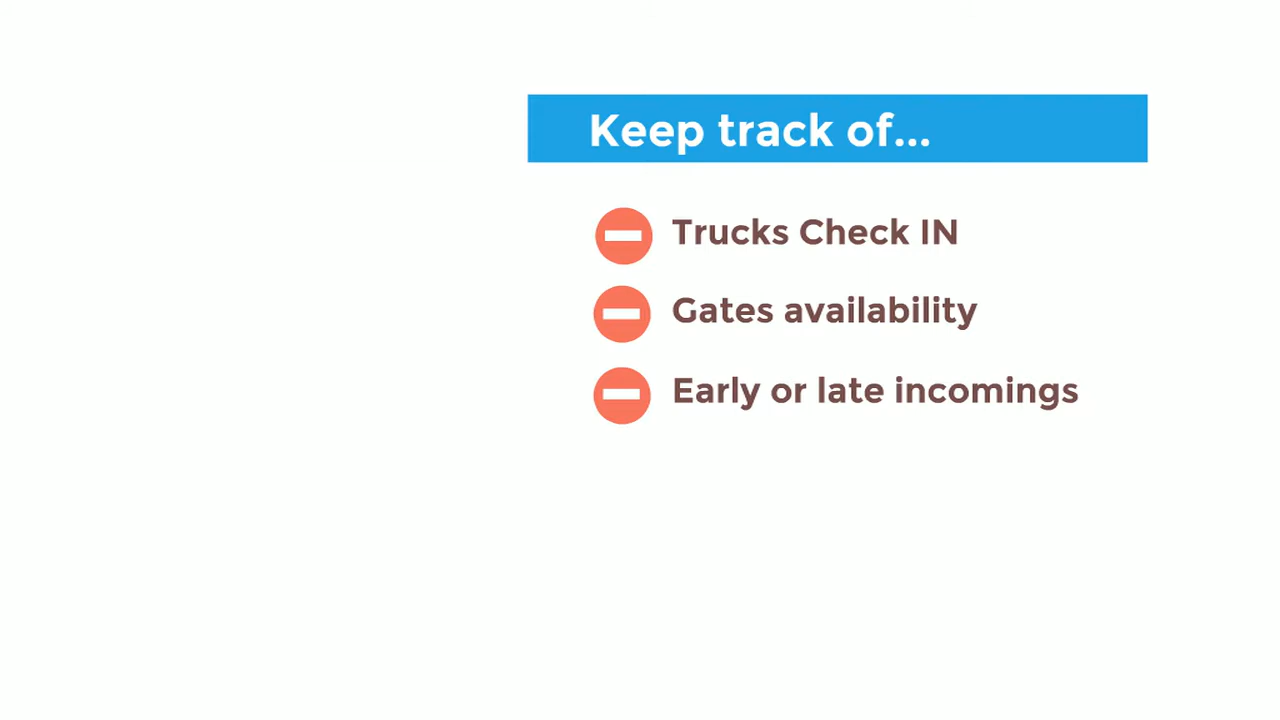 Keep track of...
Trucks Check IN
Gates availability
Early or late incomings